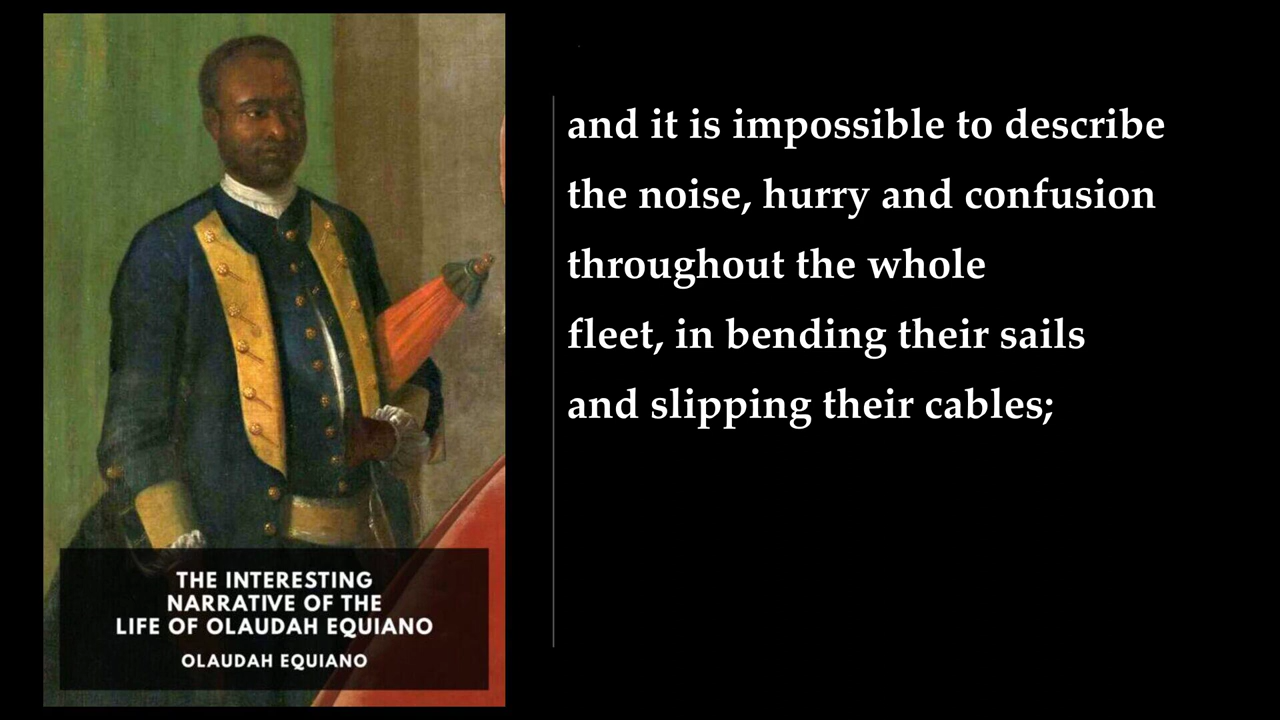 and it is impossible to describe
the noise, hurry and confusion
throughout the whole
fleet, in bending their sails
and slipping their cables;
THE INTERESTING
NARRATIVE OF THE
LIFE OF OLAUDAH EQUIANO
OLAUDAH EQUIANO